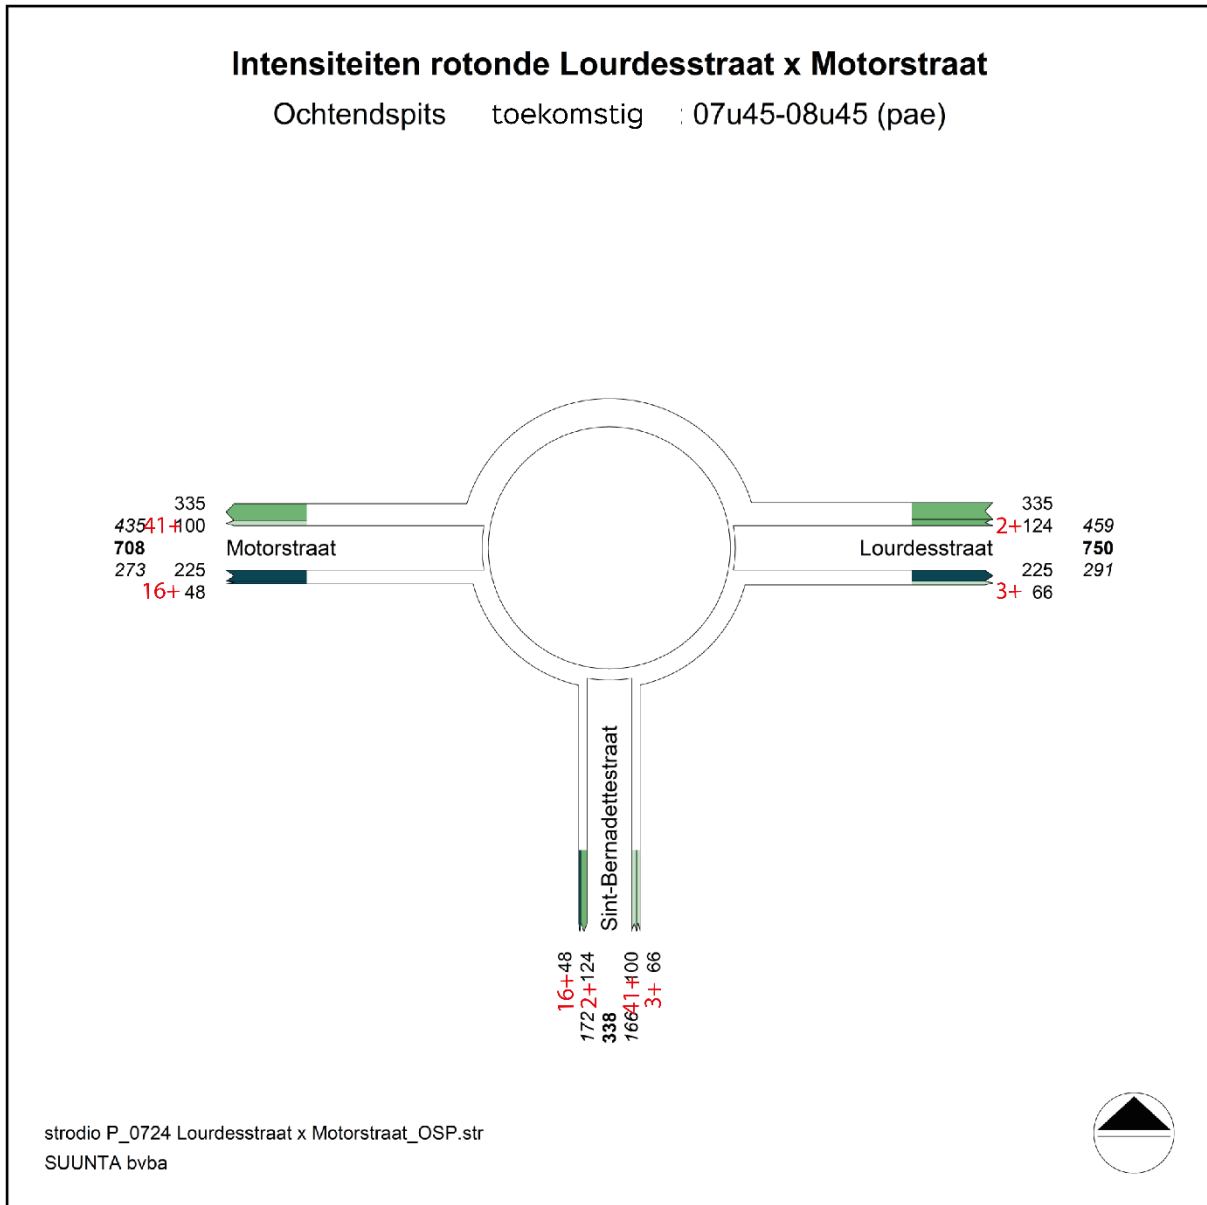 Intensiteiten rotonde Lourdesstraat x Motorstraat
Ochtendspits toekomstig : 07u45-08u45 (pae)
335
435 41+ 100
708 Motorstraat
273 225
16+ 48
335
2+ 124 459
Lourdesstraat 750
225 291
3+ 66
Sint-Bernadettestraat
16+ 48
2+ 124
41+ 100
3+ 66
172
338
166
strodio P_0724 Lourdesstraat x Motorstraat_OSP.str
SUUNTA bvba